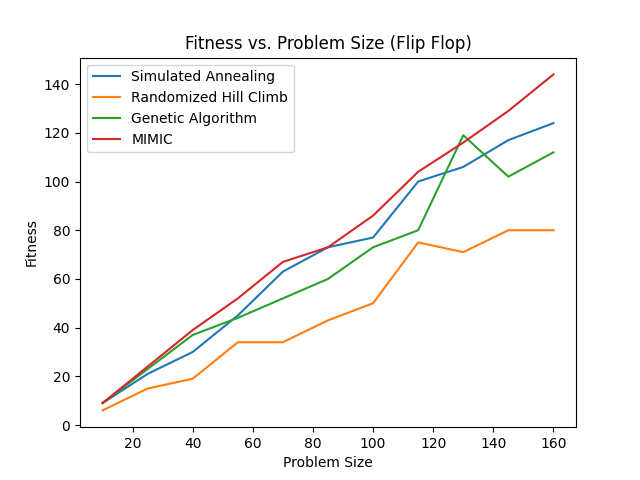 Fitness vs. Problem Size (Flip Flop)
Simulated Annealing
Randomized Hill Climb
Genetic Algorithm
MIMIC
140
120
100
80
60
40
20
0
Fitness
20 40 60 80 100 120 140 160
Problem Size